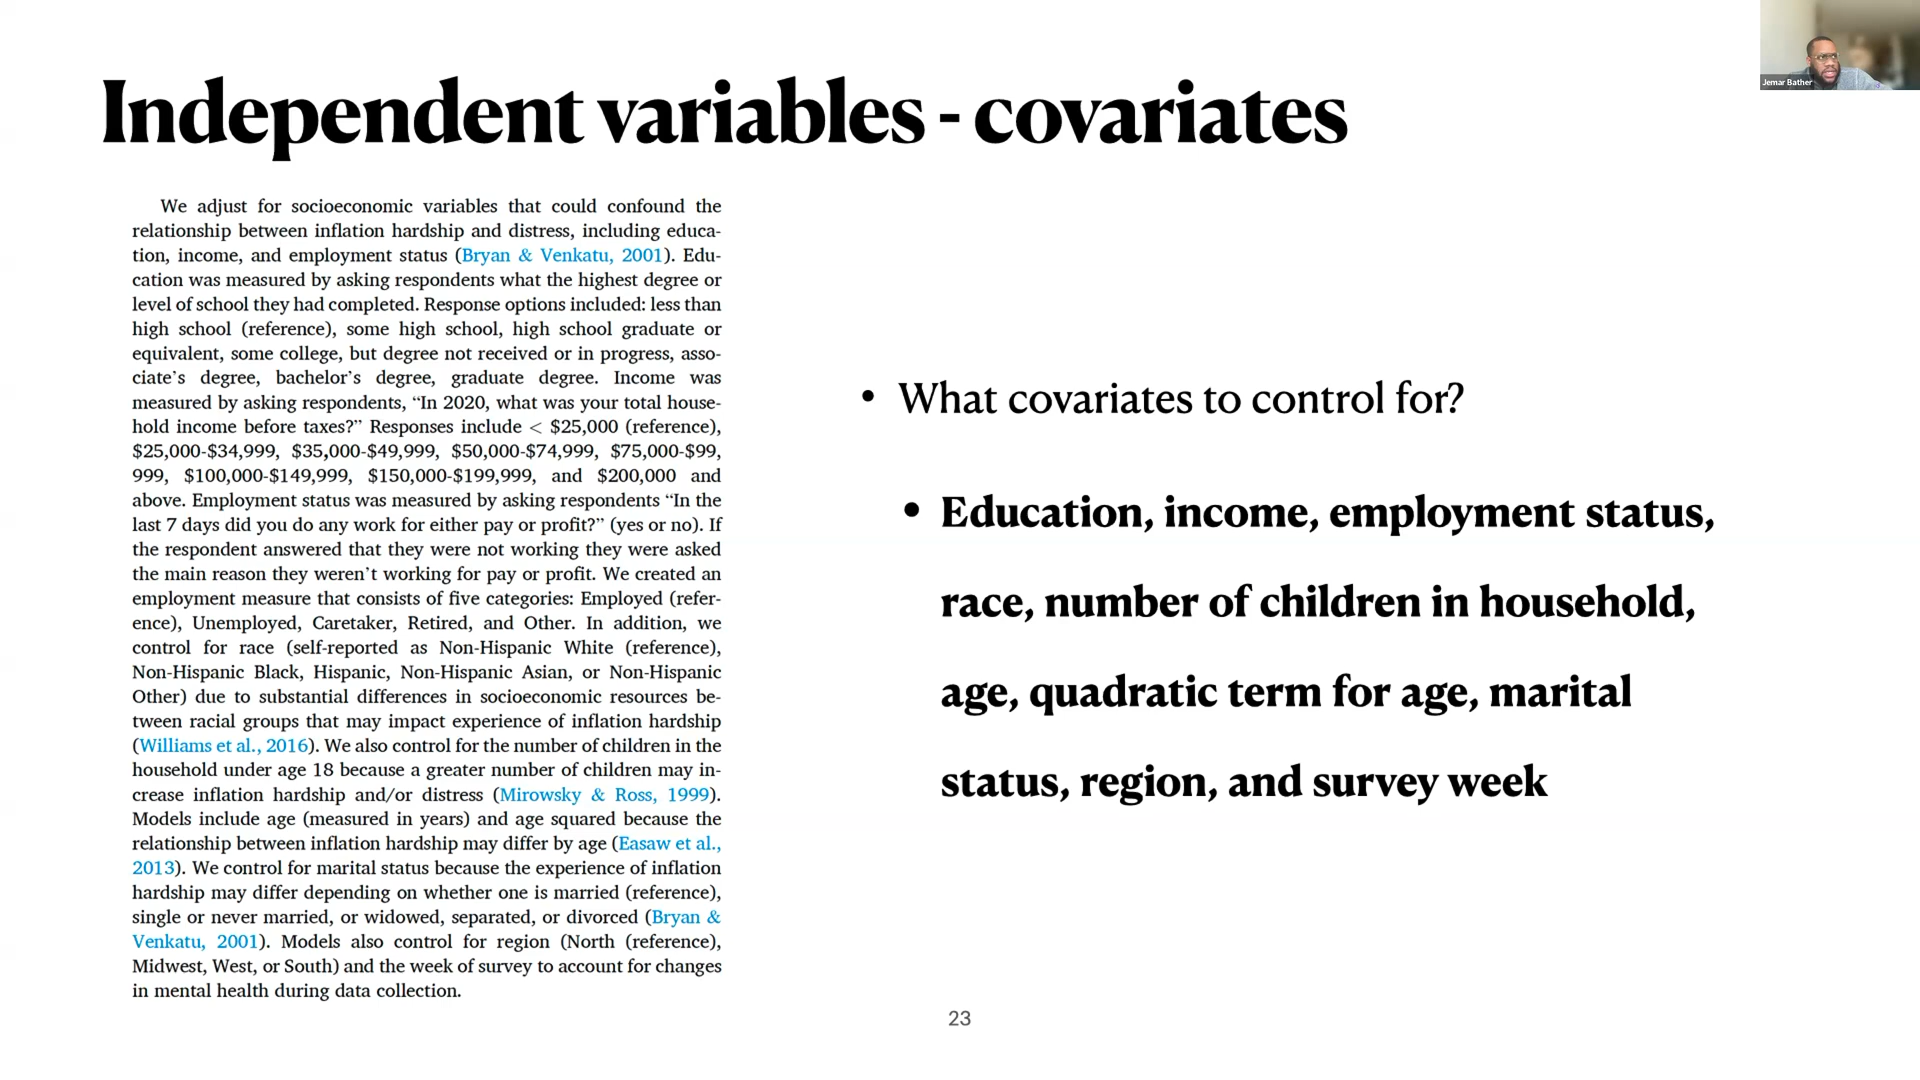 Independent variables - covariates
Jemar Bather
We adjust for socioeconomic variables that could confound the
relationship between inflation hardship and distress, including educa-
tion, income, and employment status (Bryan & Venkatu, 2001). Edu-
cation was measured by asking respondents what the highest degree or
level of school they had completed. Response options included: less than
high school (reference), some high school, high school graduate or
equivalent, some college, but degree not received or in progress, asso-
ciate's degree, bachelor's degree, graduate degree. Income was
measured by asking respondents, "In 2020, what was your total house-
hold income before taxes?" Responses include < $25,000 (reference),
$25,000-$34,999, $35,000-$49,999, $50,000-$74,999, $75,000-$99,
999, $100,000-$149,999, $150,000-$199,999, and $200,000 and
above. Employment status was measured by asking respondents "In the
last 7 days did you do any work for either pay or profit?" (yes or no). If
the respondent answered that they were not working they were asked
the main reason they weren't working for pay or profit. We created an
employment measure that consists of five categories: Employed (refer-
ence), Unemployed, Caretaker, Retired, and Other. In addition, we
control for race (self-reported as Non-Hispanic White (reference),
Non-Hispanic Black, Hispanic, Non-Hispanic Asian, or Non-Hispanic
Other) due to substantial differences in socioeconomic resources be-
tween racial groups that may impact experience of inflation hardship
(Williams et al., 2016). We also control for the number of children in the
household under age 18 because a greater number of children may in-
crease inflation hardship and/or distress (Mirowsky & Ross, 1999).
Models include age (measured in years) and age squared because the
relationship between inflation hardship may differ by age (Easaw et al.,
2013). We control for marital status because the experience of inflation
hardship may differ depending on whether one is married (reference),
single or never married, or widowed, separated, or divorced (Bryan &
Venkatu, 2001). Models also control for region (North (reference),
Midwest, West, or South) and the week of survey to account for changes
in mental health during data collection.
• What covariates to control for?
• Education, income, employment status,
race, number of children in household,
age, quadratic term for age, marital
status, region, and survey week
23